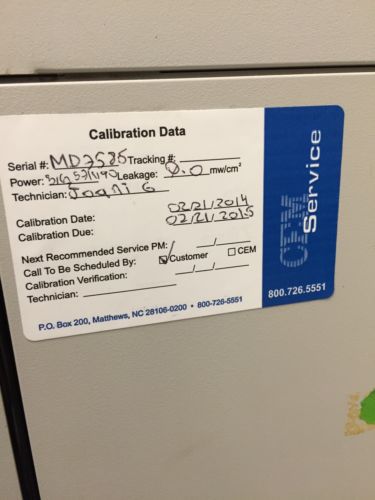 Calibration Data
Serial #: MD7585 Tracking #:
Power: Leakage: 0.0 mw/cm²
Technician: G
Calibration Date: 02/21/2014
Calibration Due: 02/21/2015
Next Recommended Service PM: / /
Call To Be Scheduled By: Customer CEM
Calibration Verification: / /
Technician:
P.O. Box 200, Matthews, NC 28106-0200 • 800-726-5551
CEM
Service
800.726.5551